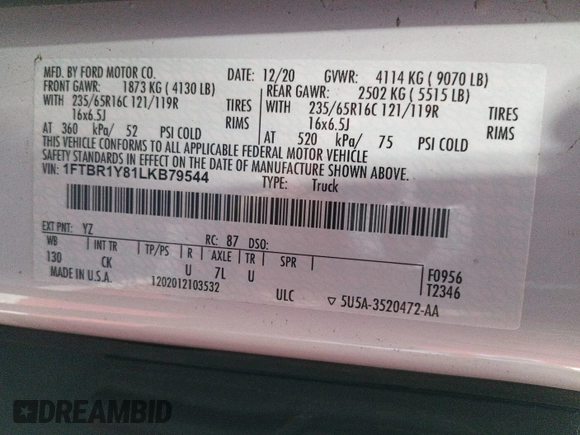 MFD. BY FORD MOTOR CO. DATE: 12/20 GVWR: 4114 KG ( 9070 LB)
FRONT GAWR: 1873 KG ( 4130 LB) REAR GAWR: 2502 KG ( 5515 LB)
WITH 235/65R16C 121/119R TIRES WITH 235/65R16C 121/119R TIRES
16x6.5J RIMS 16x6.5J RIMS
AT 360 kPa/ 52 PSI COLD AT 520 kPa/ 75 PSI COLD
THIS VEHICLE CONFORMS TO ALL APPLICABLE FEDERAL MOTOR VEHICLE
SAFETY STANDARDS IN EFFECT ON THE DATE OF MANUFACTURE SHOWN ABOVE.
VIN: 1FTBR1Y81LKB79544 TYPE: Truck
EXT PNT: YZ RC: 87 DSO:
WB INT TR TP/PS R AXLE TR SPR F0956
130 CK U 7L U T2346
MADE IN U.S.A. 1202012103532 ULC ▽ 5U5A-3520472-AA
DREAMBID